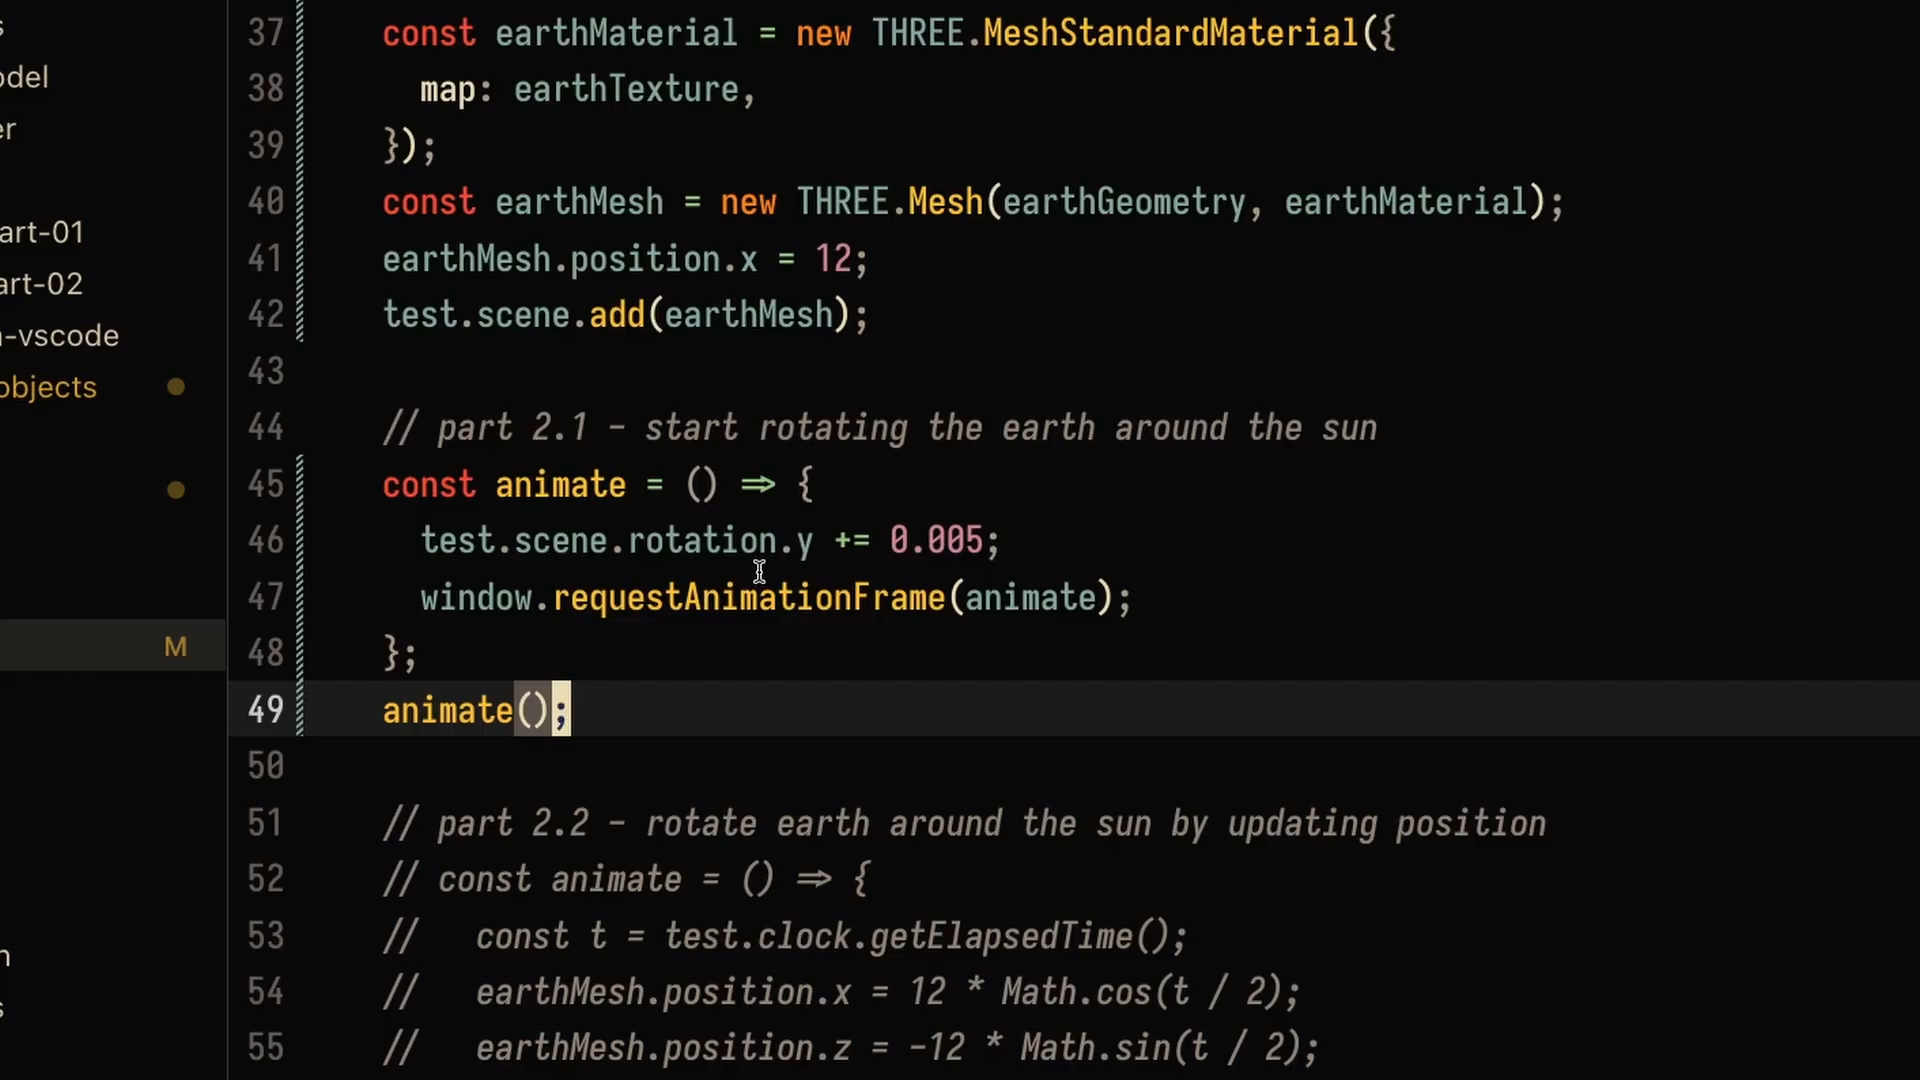 s
odel
er
art-01
art-02
n-vscode
objects
M
n
s
37 const earthMaterial = new THREE.MeshStandardMaterial({
38 map: earthTexture,
39 });
40 const earthMesh = new THREE.Mesh(earthGeometry, earthMaterial);
41 earthMesh.position.x = 12;
42 test.scene.add(earthMesh);
43
44 // part 2.1 - start rotating the earth around the sun
45 const animate = () => {
46 test.scene.rotation.y += 0.005;
47 window.requestAnimationFrame(animate);
48 };
49 animate();
50
51 // part 2.2 - rotate earth around the sun by updating position
52 // const animate = () => {
53 // const t = test.clock.getElapsedTime();
54 // earthMesh.position.x = 12 * Math.cos(t / 2);
55 // earthMesh.position.z = -12 * Math.sin(t / 2);